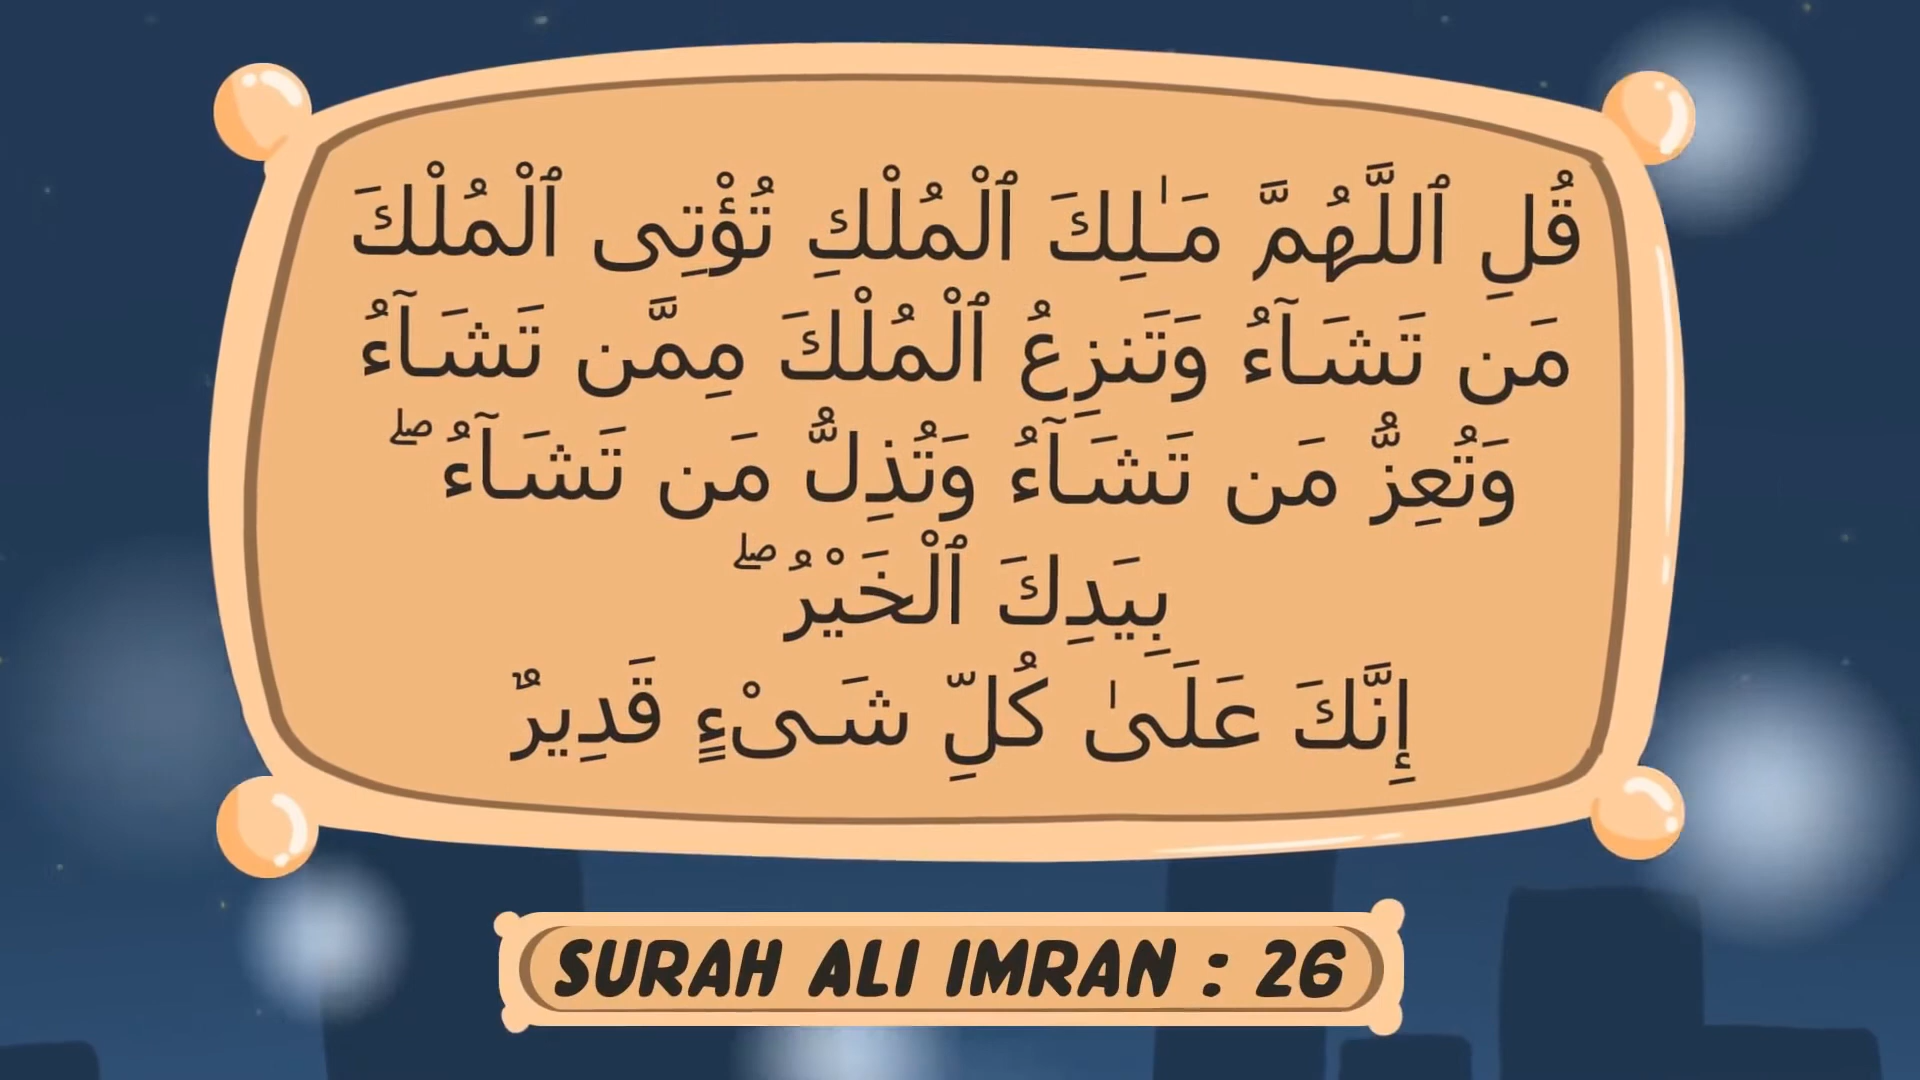 قُلِ ٱللَّهُمَّ مَـٰلِكَ ٱلْمُلْكِ تُؤْتِى ٱلْمُلْكَ
مَن تَشَآءُ وَتَنزِعُ ٱلْمُلْكَ مِمَّن تَشَآءُ
وَتُعِزُّ مَن تَشَآءُ وَتُذِلُّ مَن تَشَآءُ ۖ
بِيَدِكَ ٱلْخَيْرُ ۖ
إِنَّكَ عَلَىٰ كُلِّ شَىْءٍ قَدِيرٌ
SURAH ALI IMRAN : 26